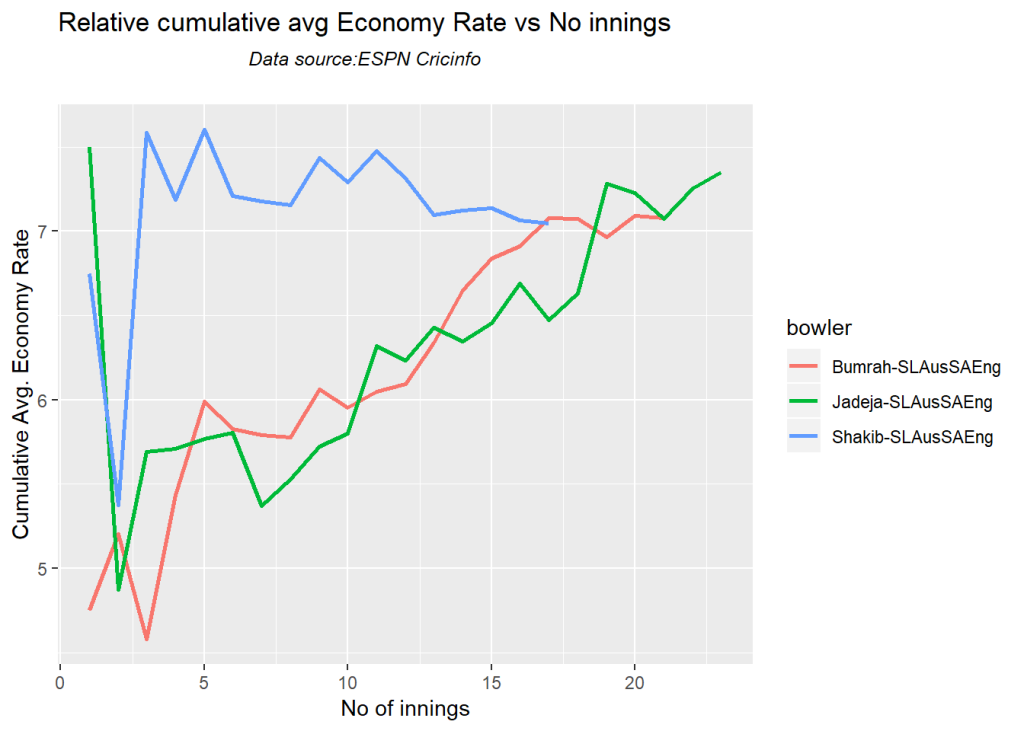 Relative cumulative avg Economy Rate vs No innings
Data source:ESPN Cricinfo
Cumulative Avg. Economy Rate
7
6
5
0 5 10 15 20
No of innings
bowler
Bumrah-SLAusSAEng
Jadeja-SLAusSAEng
Shakib-SLAusSAEng